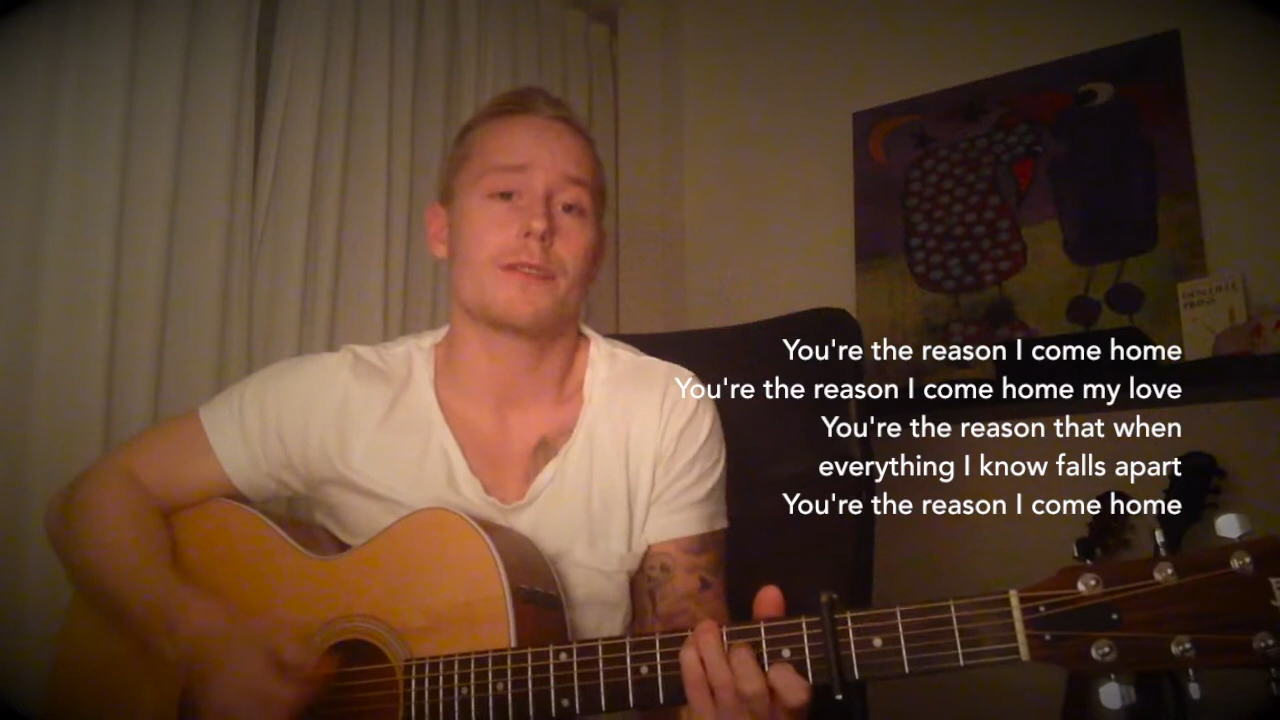 You're the reason I come home
You're the reason I come home my love
You're the reason that when
everything I know falls apart
You're the reason I come home